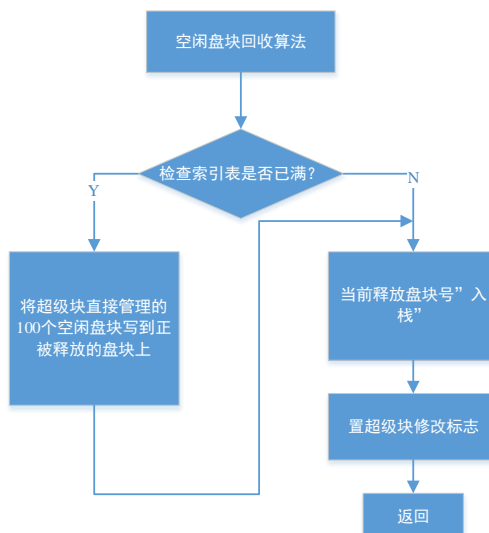 空闲盘块回收算法
检查索引表是否已满?
Y
N
将超级块直接管理的
100个空闲盘块写到正
被释放的盘块上
当前释放盘块号”入
栈”
置超级块修改标志
返回